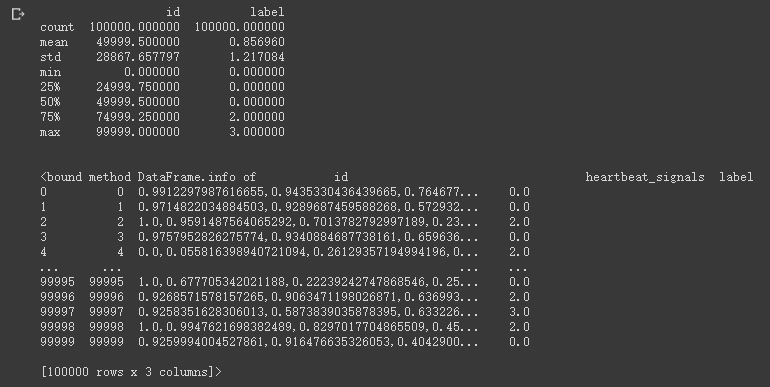 id label
count 100000.000000 100000.000000
mean 49999.500000 0.856960
std 28867.657797 1.217084
min 0.000000 0.000000
25% 24999.750000 0.000000
50% 49999.500000 0.000000
75% 74999.250000 2.000000
max 99999.000000 3.000000
<bound method DataFrame.info of id heartbeat_signals label
0 0 0.9912297987616655,0.9435330436439665,0.764677... 0.0
1 1 0.9714822034884503,0.9289687459588268,0.572932... 0.0
2 2 1.0,0.9591487564065292,0.7013782792997189,0.23... 2.0
3 3 0.9757952826275774,0.9340884687738161,0.659636... 0.0
4 4 0.0,0.055816398940721094,0.26129357194994196,0... 2.0
... ... ... ...
99995 99995 1.0,0.677705342021188,0.22239242747868546,0.25... 0.0
99996 99996 0.9268571578157265,0.9063471198026871,0.636993... 2.0
99997 99997 0.9258351628306013,0.5873839035878395,0.633226... 3.0
99998 99998 1.0,0.9947621698382489,0.8297017704865509,0.45... 2.0
99999 99999 0.9259994004527861,0.916476635326053,0.4042900... 0.0
[100000 rows x 3 columns]>